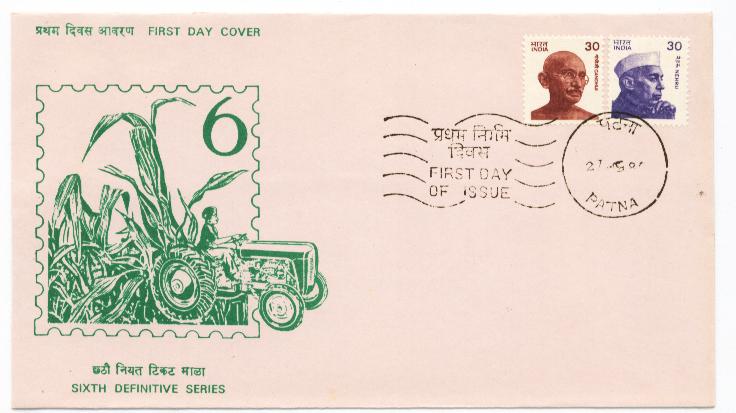 प्रथम दिवस आवरण FIRST DAY COVER
भारत 30
INDIA
गांधी GANDHI
भारत 30
INDIA
नेहरू NEHRU
6
प्रथम
दिवस
FIRST DAY
OF ISSUE
पटना
PATNA
छठी नियत टिकट माला
SIXTH DEFINITIVE SERIES